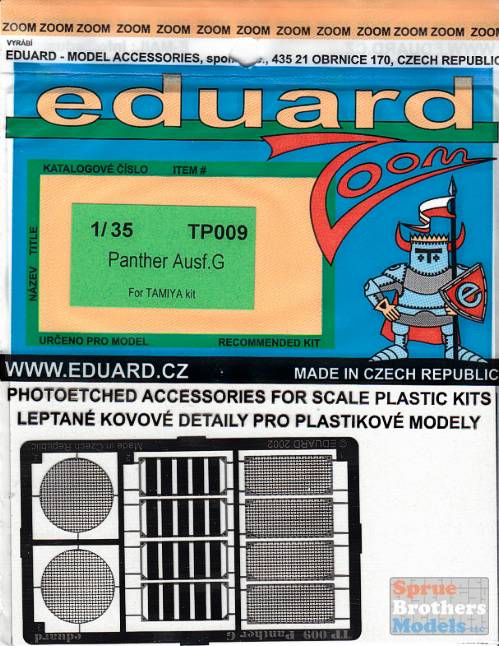 ZOOM ZOOM ZOOM ZOOM ZOOM ZOOM ZOOM ZOOM ZOOM ZOOM ZOOM ZOOM
VYRÁBÍ
EDUARD - MODEL ACCESSORIES, 435 21 OBRNICE 170, CZECH REPUBLIC
eduard
Zoom
KATALOGOVÉ ČÍSLO ITEM #
NÁZEV TITLE
1/35 TP009
Panther Ausf.G
For TAMIYA kit
URČENO PRO MODEL RECOMMENDED KIT
e
WWW.EDUARD.CZ MADE IN CZECH REPUBLIC
PHOTOETCHED ACCESSORIES FOR SCALE PLASTIC KITS
LEPTANÉ KOVOVÉ DETAILY PRO PLASTIKOVÉ MODELY
Made in Czech Republic
© EDUARD 2002
eduard
TP 009 Panther G
Sprue
Brothers
Models LLC